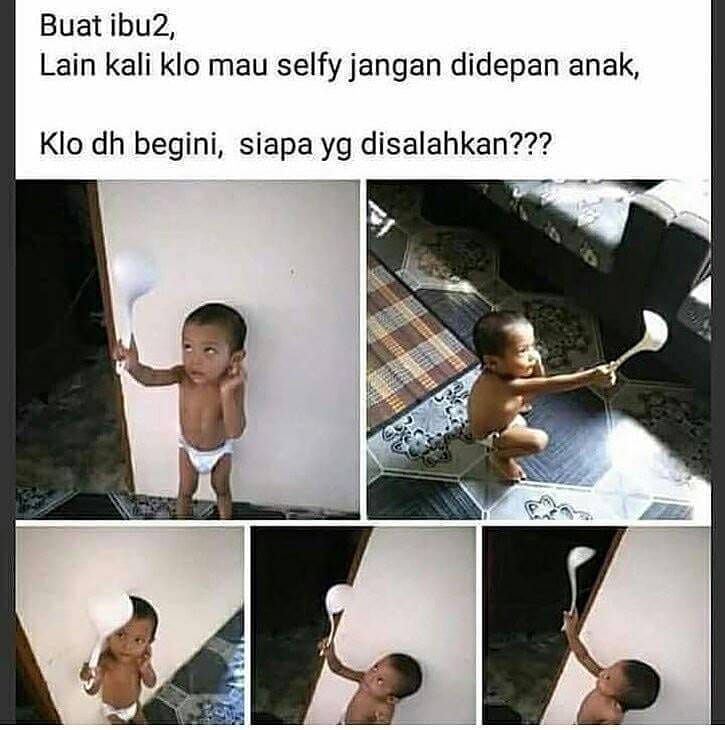 Buat ibu2,
Lain kali klo mau selfy jangan didepan anak,
Klo dh begini, siapa yg disalahkan???